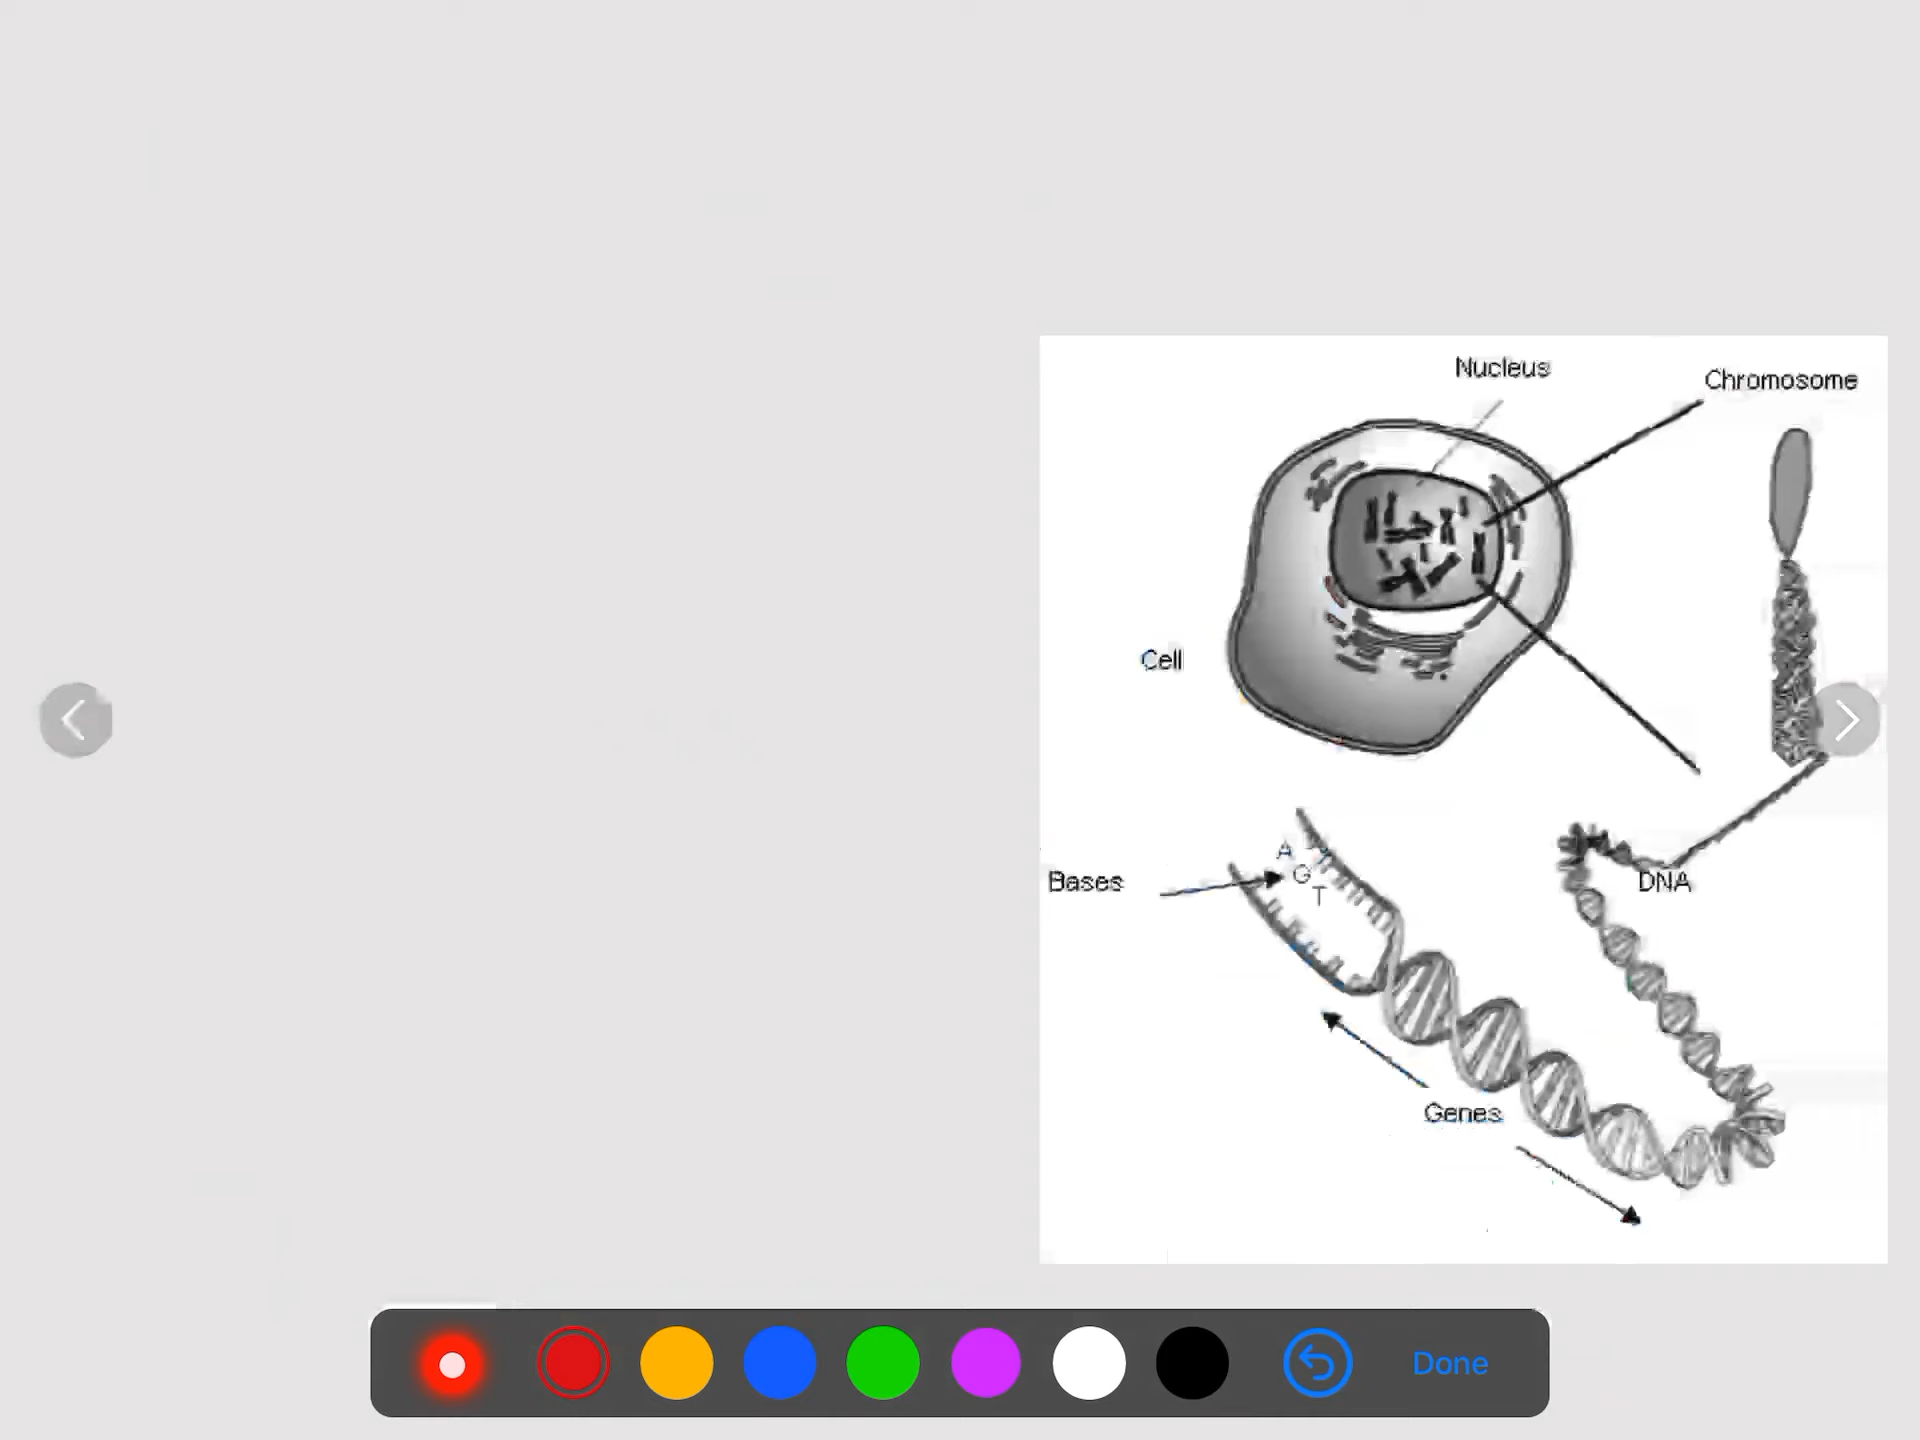 Nucleus
Chromosome
Cell
A
G
T
Bases
DNA
Genes
Done